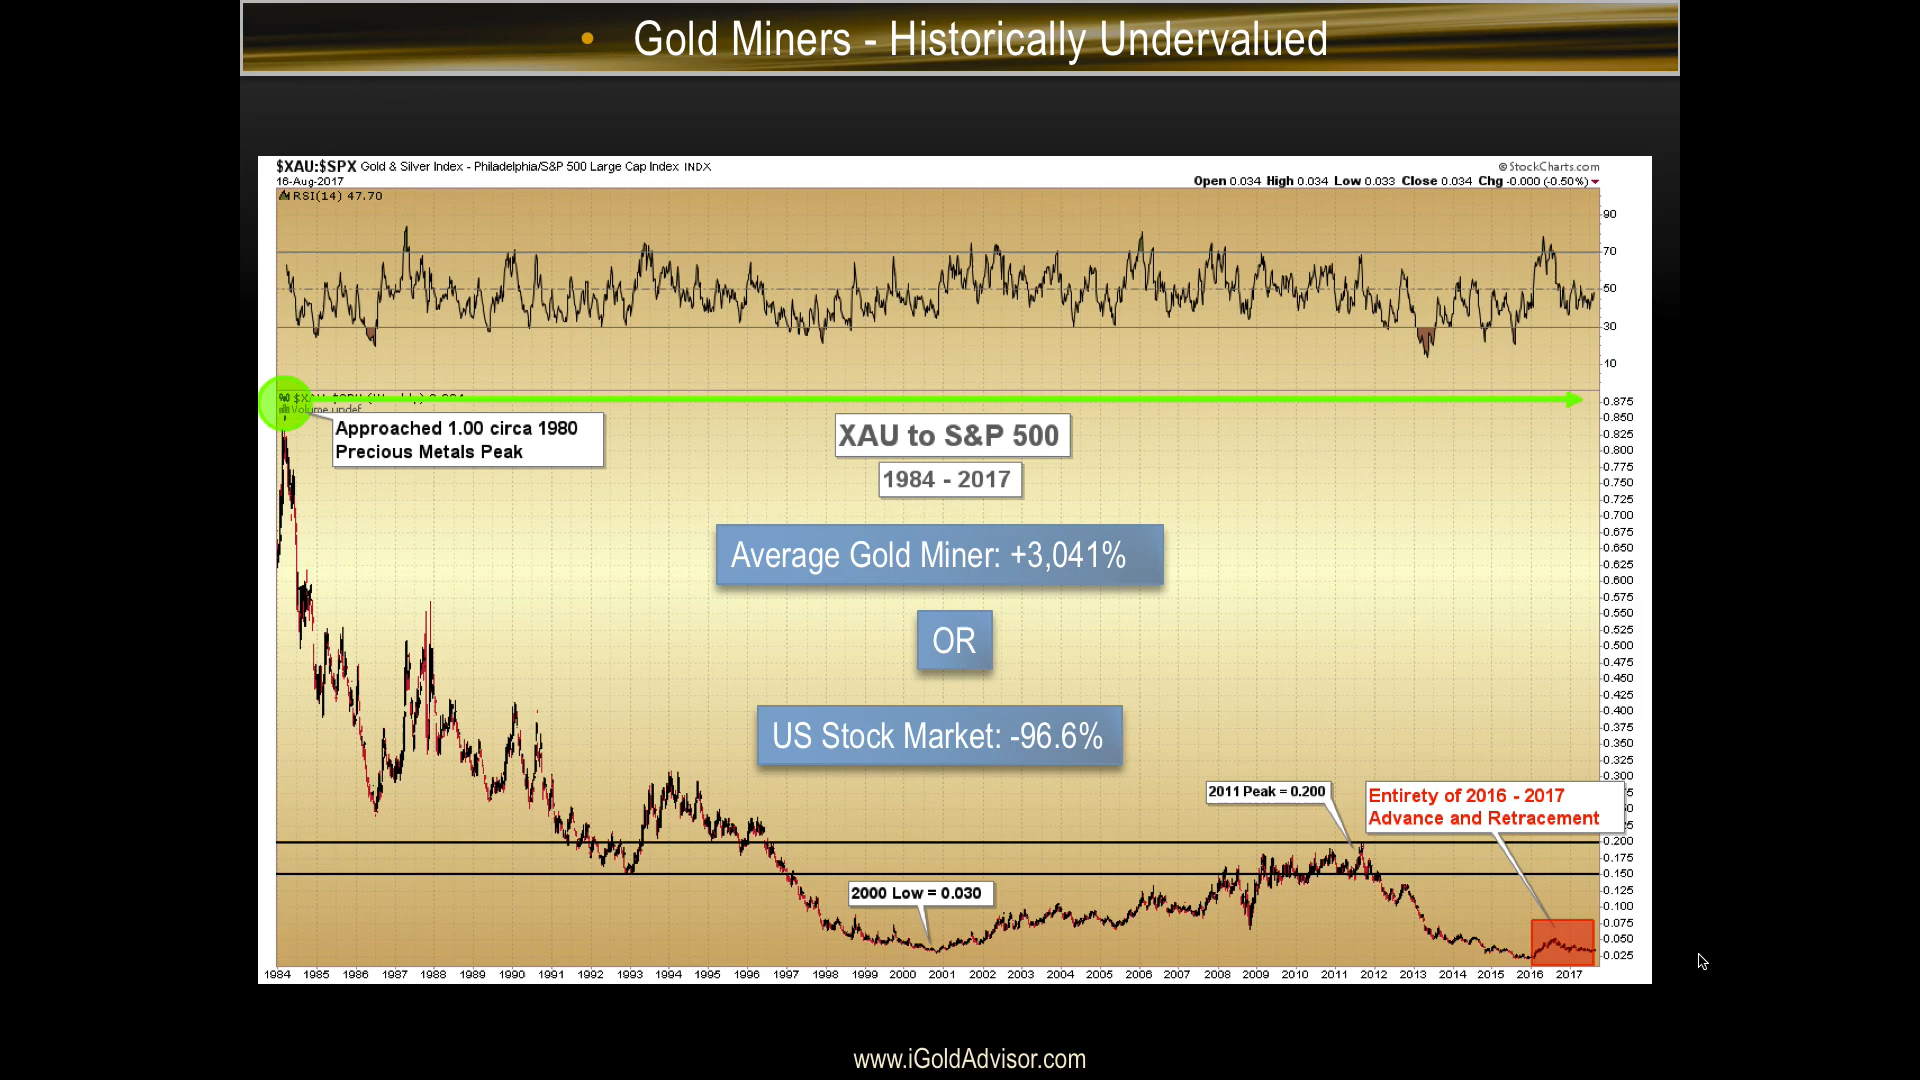 • Gold Miners - Historically Undervalued
$XAU:$SPX Gold & Silver Index - Philadelphia/S&P 500 Large Cap Index INDX
© StockCharts.com
16-Aug-2017
Open 0.034 High 0.034 Low 0.033 Close 0.034 Chg -0.000 (-0.50%)
RSI(14) 47.70
90
70
50
30
10
Volume undef
Approached 1.00 circa 1980
Precious Metals Peak
XAU to S&P 500
1984 - 2017
Average Gold Miner: +3,041%
OR
US Stock Market: -96.6%
2011 Peak = 0.200
Entirety of 2016 - 2017
Advance and Retracement
2000 Low = 0.030
0.875
0.850
0.825
0.800
0.775
0.750
0.725
0.700
0.675
0.650
0.625
0.600
0.575
0.550
0.525
0.500
0.475
0.450
0.425
0.400
0.375
0.350
0.325
0.300
0.200
0.175
0.150
0.125
0.100
0.075
0.050
0.025
1984 1985 1986 1987 1988 1989 1990 1991 1992 1993 1994 1995 1996 1997 1998 1999 2000 2001 2002 2003 2004 2005 2006 2007 2008 2009 2010 2011 2012 2013 2014 2015 2016 2017
www.iGoldAdvisor.com